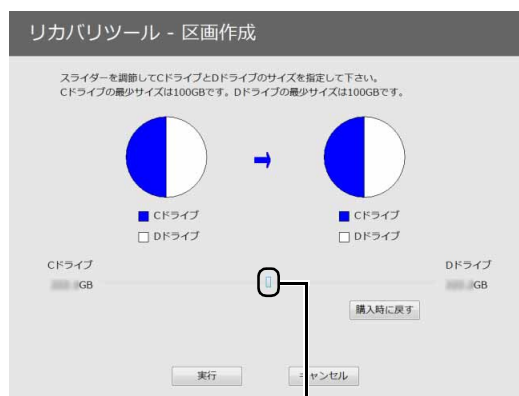 リカバリツール - 区画作成
スライダーを調節してCドライブとDドライブのサイズを指定して下さい。
Cドライブの最少サイズは100GBです。Dドライブの最少サイズは100GBです。
Cドライブ
Dドライブ
Cドライブ
Dドライブ
Cドライブ
GB
Dドライブ
GB
購入時に戻す
実行
キャンセル